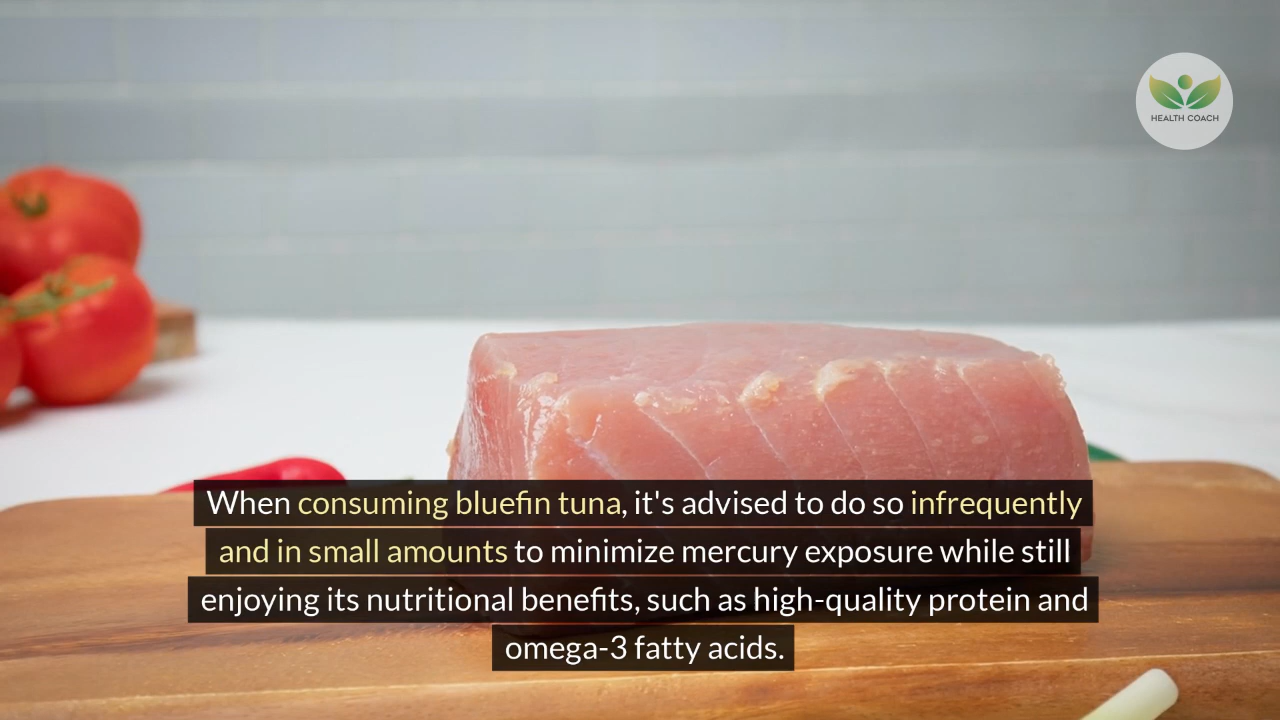 HEALTH COACH
When consuming bluefin tuna, it's advised to do so infrequently
and in small amounts to minimize mercury exposure while still
enjoying its nutritional benefits, such as high-quality protein and
omega-3 fatty acids.